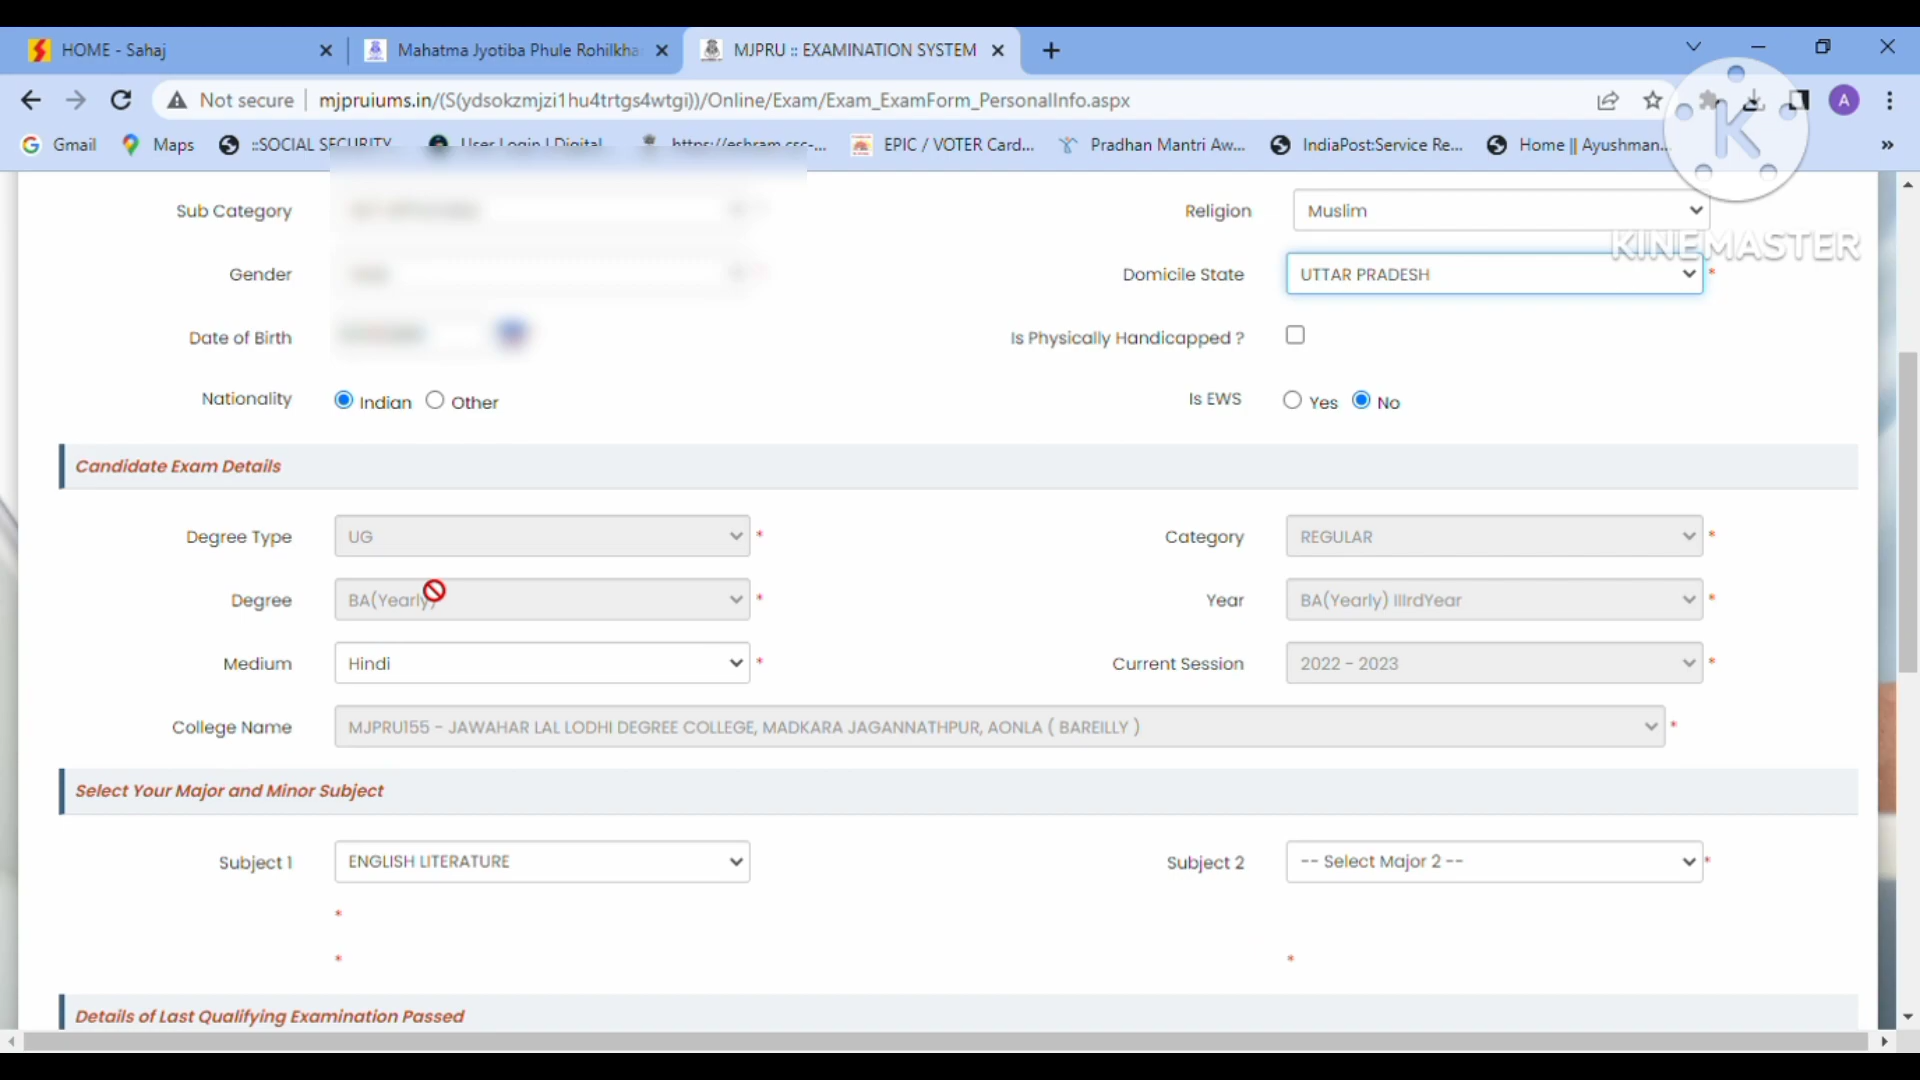 HOME - Sahaj
Mahatma Jyotiba Phule Rohilkha
MJPRU :: EXAMINATION SYSTEM
Not secure
mjpruiums.in/(S(ydsokzmjzi1hu4trtgs4wtgi))/Online/Exam/Exam_ExamForm_PersonalInfo.aspx
A
Gmail
Maps
::SOCIAL SECURITY
User Login | Digital
https://eshram.csc-...
EPIC / VOTER Card...
Pradhan Mantri Aw...
IndiaPost:Service Re...
Home || Ayushman...
»
K
KINEMASTER
Sub Category
Religion Muslim
Gender
Domicile State UTTAR PRADESH *
Date of Birth
Is Physically Handicapped ?
Nationality Indian Other
Is EWS Yes No
Candidate Exam Details
Degree Type UG *
Category REGULAR *
Degree BA(Yearly) *
Year BA(Yearly) IIIrdYear *
Medium Hindi *
Current Session 2022 - 2023 *
College Name MJPRU155 - JAWAHAR LAL LODHI DEGREE COLLEGE, MADKARA JAGANNATHPUR, AONLA ( BAREILLY ) *
Select Your Major and Minor Subject
Subject 1 ENGLISH LITERATURE
Subject 2 -- Select Major 2 -- *
*
* *
Details of Last Qualifying Examination Passed